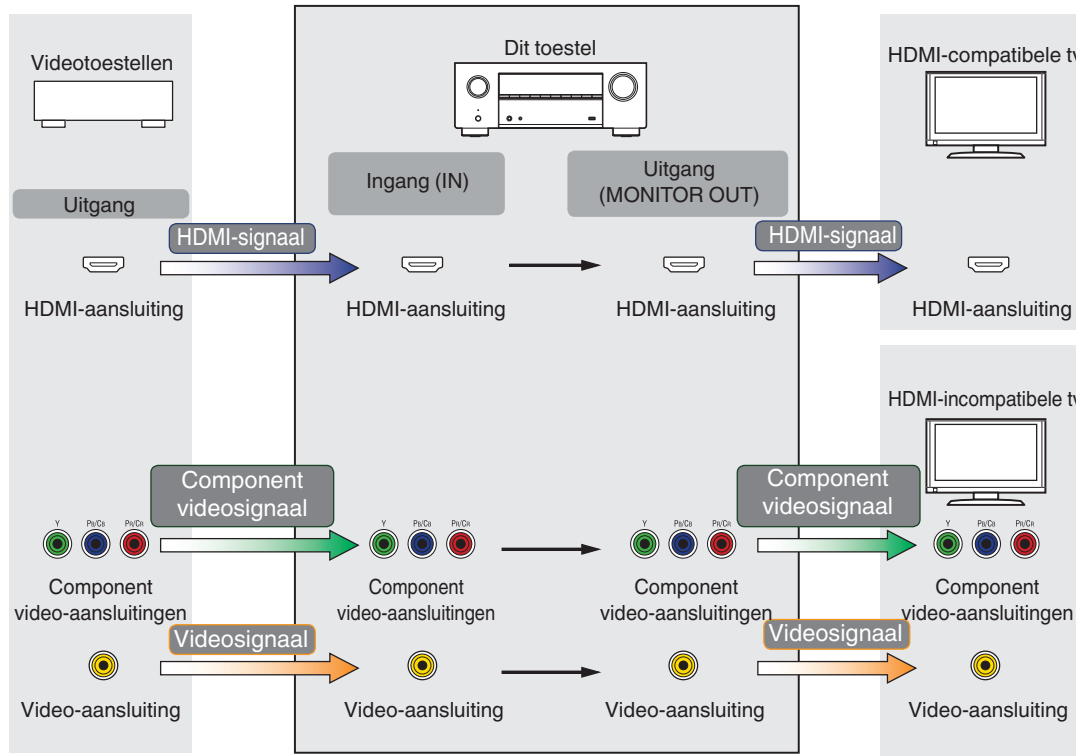 Videotoestellen
Dit toestel
HDMI-compatibele tv
Ingang (IN)
Uitgang
(MONITOR OUT)
Uitgang
HDMI-signaal
HDMI-signaal
HDMI-aansluiting
HDMI-aansluiting
HDMI-aansluiting
HDMI-aansluiting
HDMI-incompatibele tv
Component
videosignaal
Component
videosignaal
Y PB/CB PR/CR
Y PB/CB PR/CR
Y PB/CB PR/CR
Y PB/CB PR/CR
Component
video-aansluitingen
Component
video-aansluitingen
Component
video-aansluitingen
Component
video-aansluitingen
Videosignaal
Videosignaal
Video-aansluiting
Video-aansluiting
Video-aansluiting
Video-aansluiting